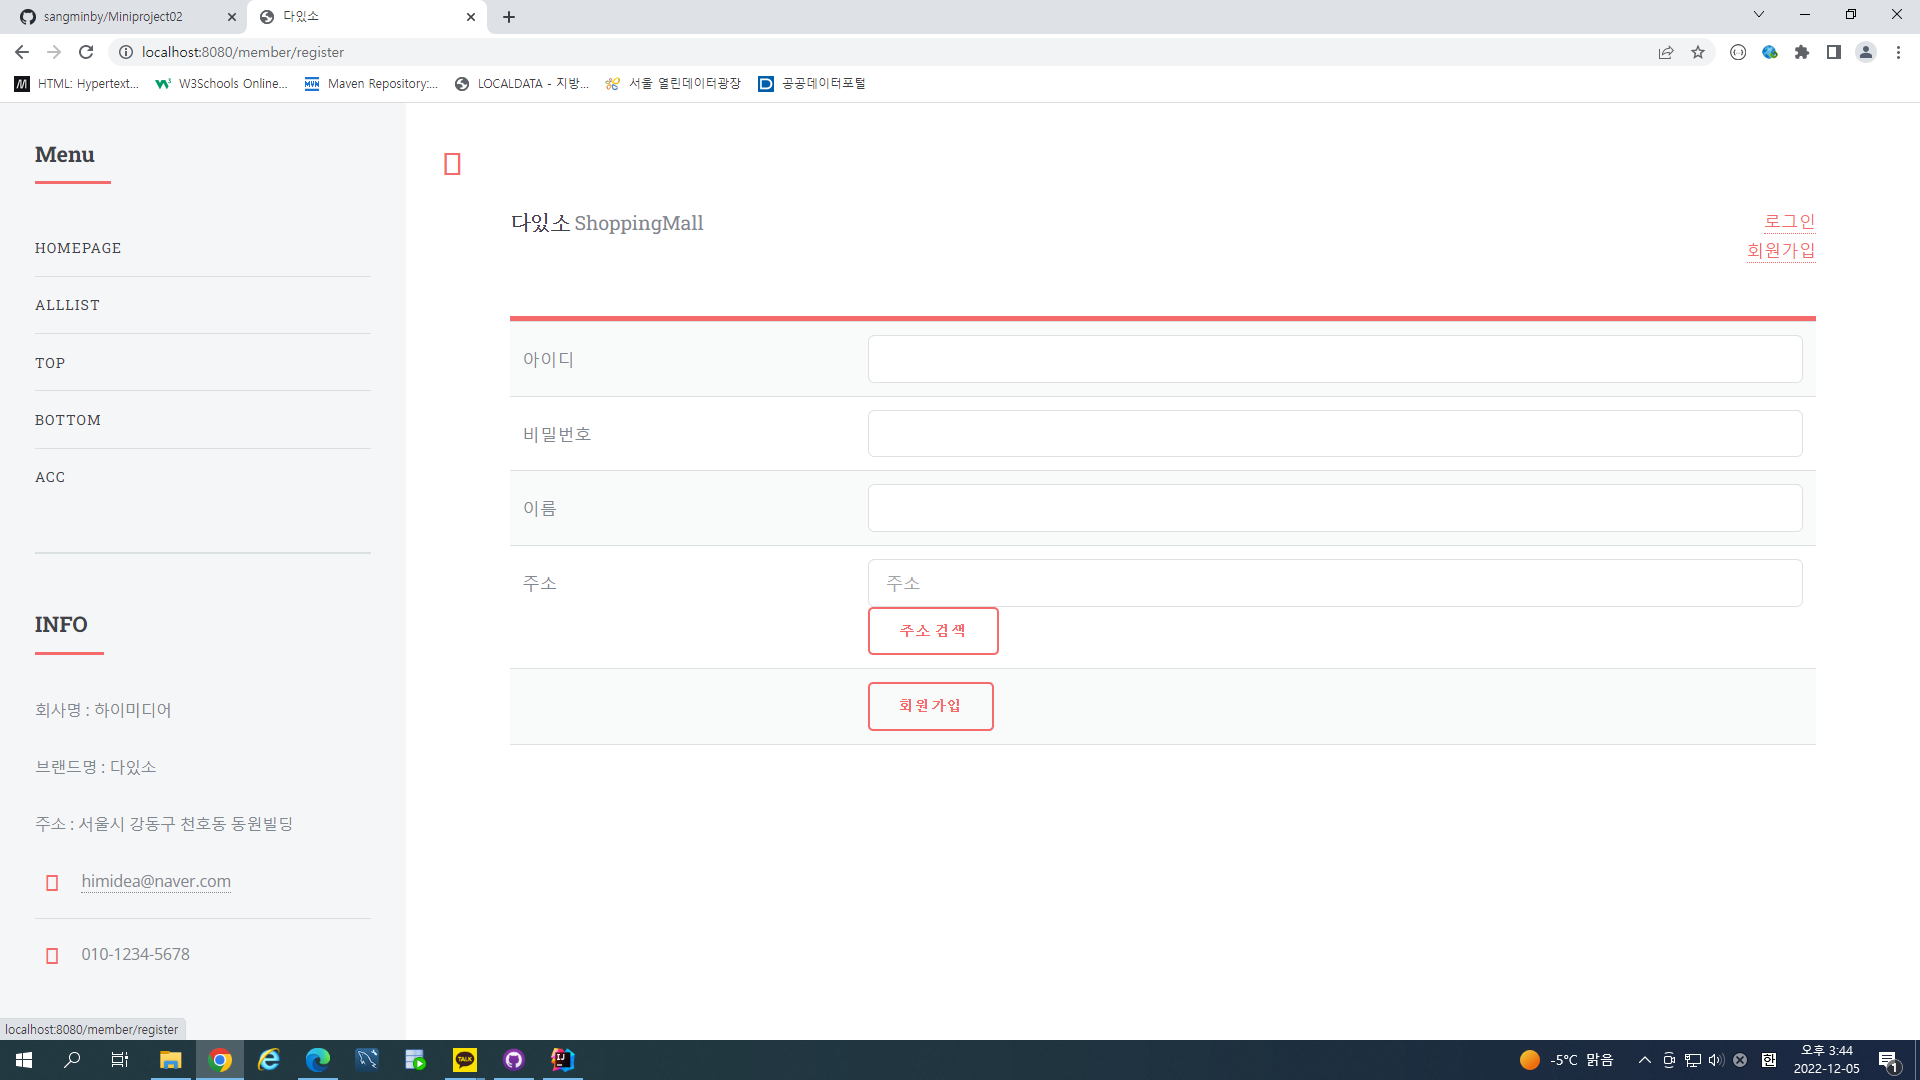 sangminby/Miniproject02
다있소
localhost:8080/member/register
HTML: Hypertext...
W3Schools Online...
Maven Repository:...
LOCALDATA - 지방...
서울 열린데이터광장
공공데이터포털
Menu
HOMEPAGE
ALLLIST
TOP
BOTTOM
ACC
INFO
회사명 : 하이미디어
브랜드명 : 다있소
주소 : 서울시 강동구 천호동 동원빌딩
himidea@naver.com
010-1234-5678
다있소 ShoppingMall
로그인
회원가입
아이디
비밀번호
이름
주소
주소
주소 검색
회원가입
localhost:8080/member/register
TALK
IJ
-5°C 맑음
한
오후 3:44
2022-12-05
1